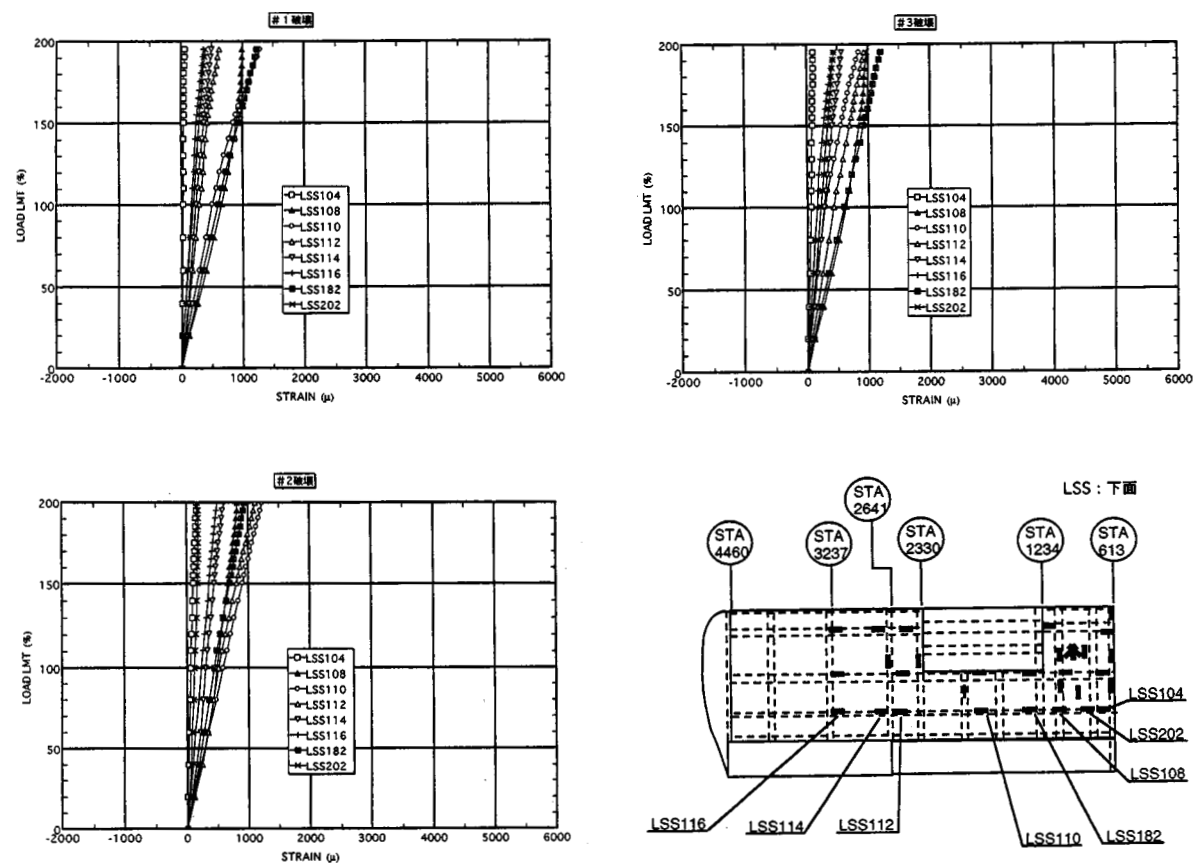 #1破壊
200
150
100
50
0
LOAD LMT (%)
-2000
-1000
0
1000
2000
3000
4000
5000
6000
STRAIN (μ)
LSS104
LSS108
LSS110
LSS112
LSS114
LSS116
LSS182
LSS202
#3破壊
200
150
100
50
0
LOAD LMT (%)
-2000
-1000
0
1000
2000
3000
4000
5000
6000
STRAIN (μ)
LSS104
LSS108
LSS110
LSS112
LSS114
LSS116
LSS182
LSS202
#2破壊
200
150
100
50
0
LOAD LMT (%)
-2000
-1000
0
1000
2000
3000
4000
5000
6000
STRAIN (μ)
LSS104
LSS108
LSS110
LSS112
LSS114
LSS116
LSS182
LSS202
LSS：下面
STA
2641
STA
4460
STA
3237
STA
2330
STA
1234
STA
613
LSS104
LSS202
LSS108
LSS116
LSS114
LSS112
LSS110
LSS182